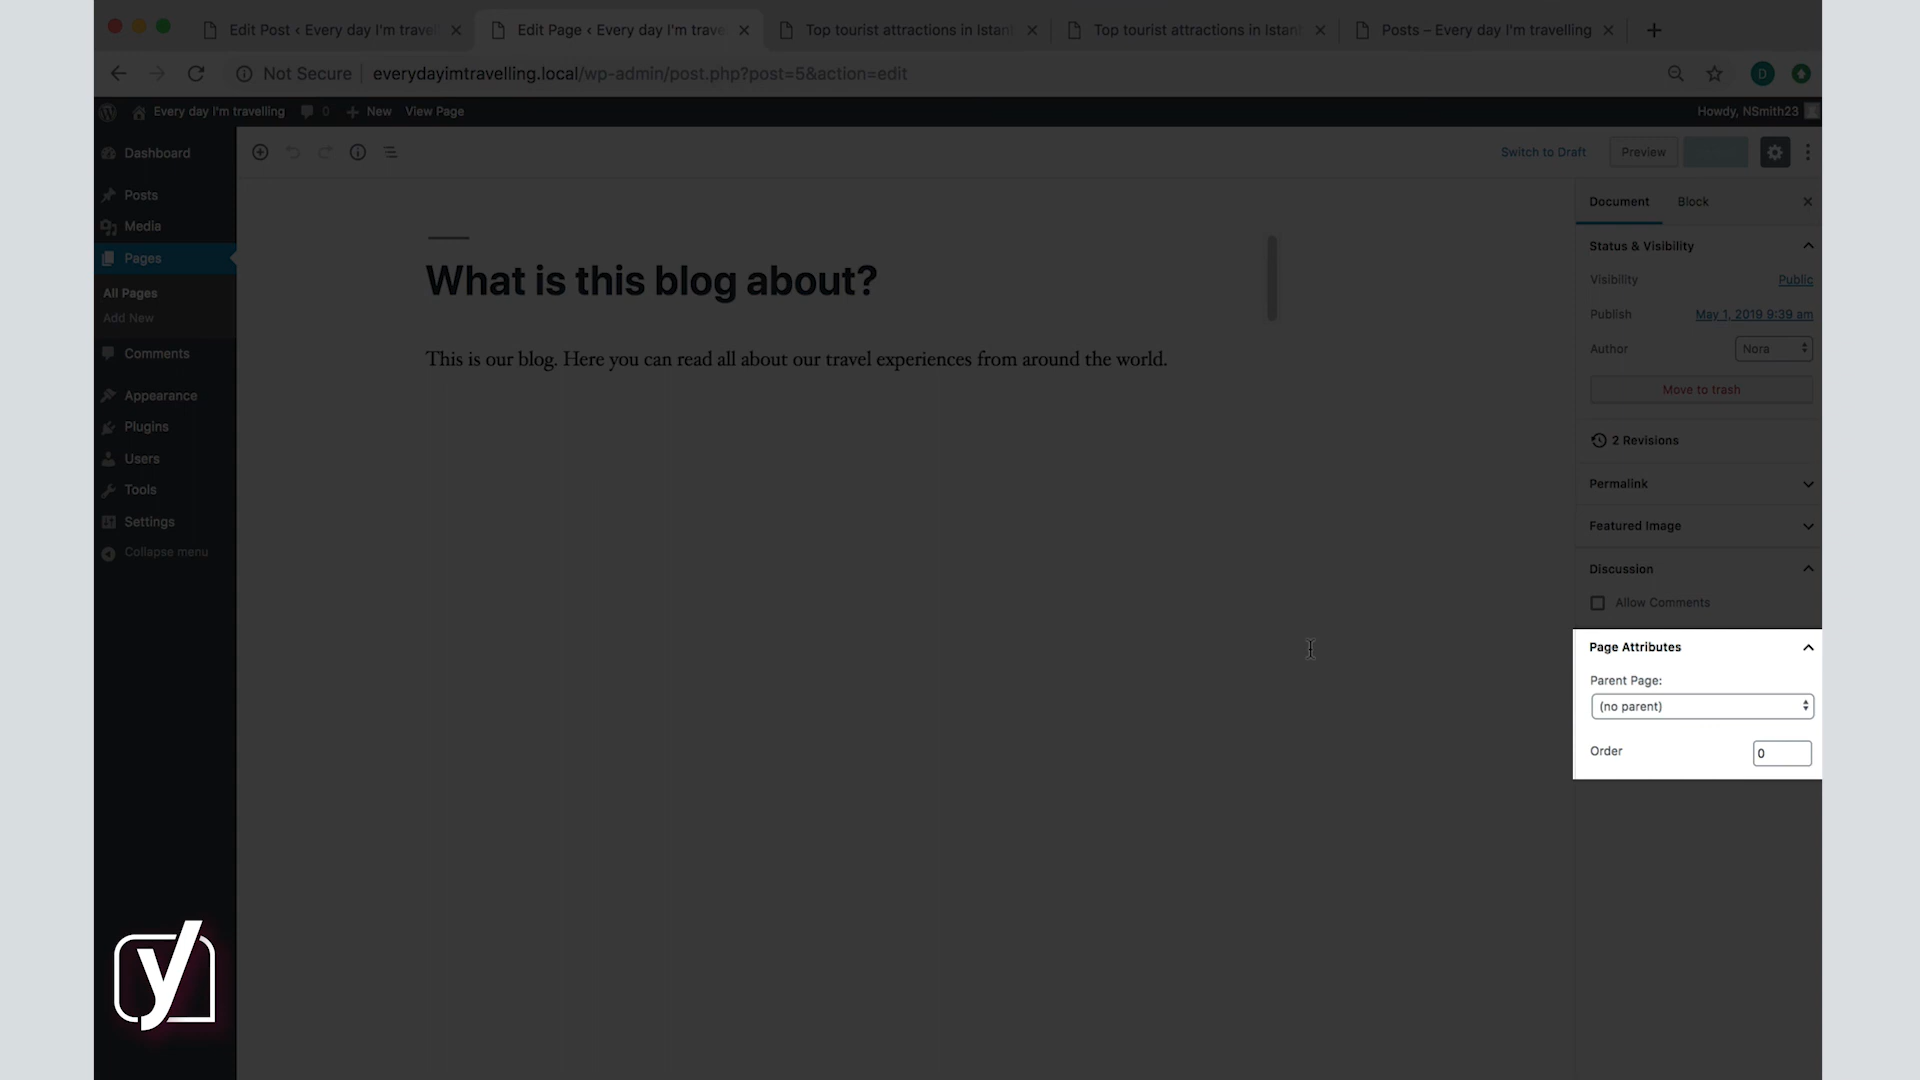 Edit Post ‹ Every day I'm trave
Edit Page ‹ Every day I'm trave
Top tourist attractions in Istan
Top tourist attractions in Istan
Posts – Every day I'm travelling
Not Secure
everydayimtravelling.local/wp-admin/post.php?post=5&action=edit
D
Every day I'm travelling
0
New
View Page
Howdy, NSmith23
Dashboard
Posts
Media
Pages
All Pages
Add New
Comments
Appearance
Plugins
Users
Tools
Settings
Collapse menu
Switch to Draft
Preview
What is this blog about?
This is our blog. Here you can read all about our travel experiences from around the world.
Document
Block
Status & Visibility
Visibility
Public
Publish
May 1, 2019 9:39 am
Author
Nora
Move to trash
2 Revisions
Permalink
Featured Image
Discussion
Allow Comments
Page Attributes
Parent Page:
(no parent)
Order
0
y